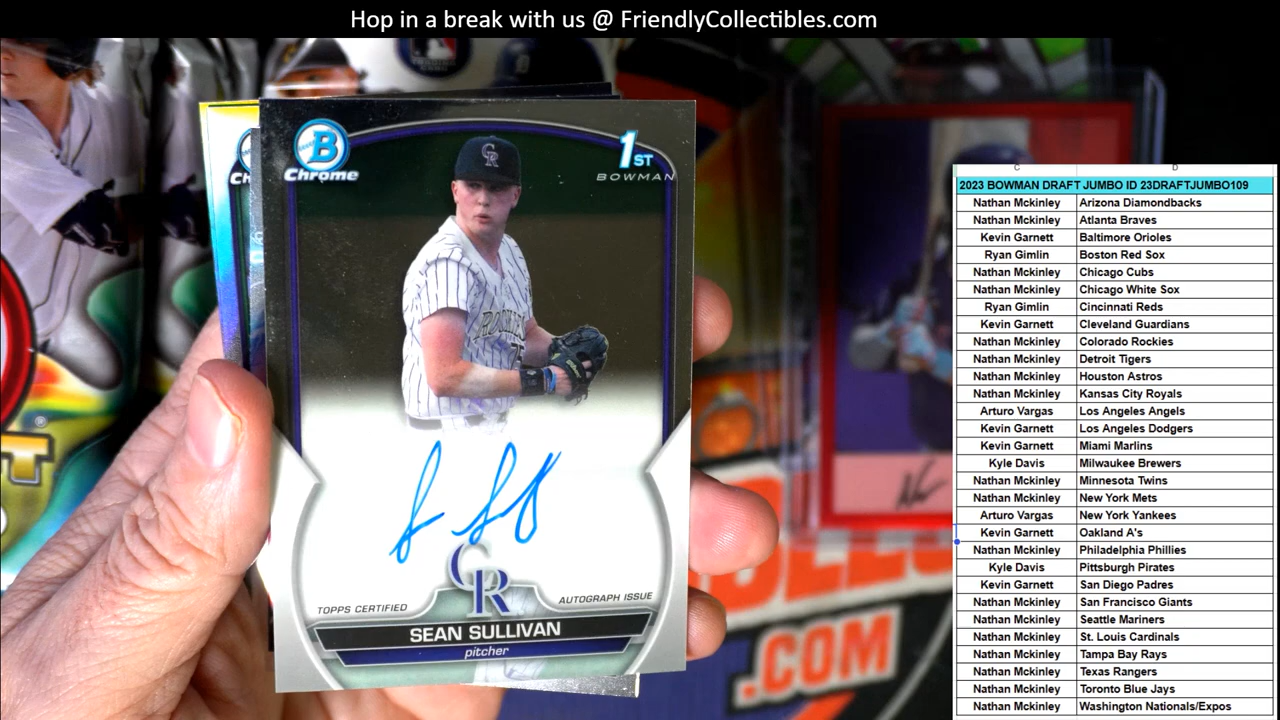 Hop in a break with us @ FriendlyCollectibles.com
B
Chrome
1ST
BOWMAN
CR
TOPPS CERTIFIED
AUTOGRAPH ISSUE
SEAN SULLIVAN
pitcher
.COM
C D
2023 BOWMAN DRAFT JUMBO ID 23DRAFTJUMBO109
Nathan Mckinley Arizona Diamondbacks
Nathan Mckinley Atlanta Braves
Kevin Garnett Baltimore Orioles
Ryan Gimlin Boston Red Sox
Nathan Mckinley Chicago Cubs
Nathan Mckinley Chicago White Sox
Ryan Gimlin Cincinnati Reds
Kevin Garnett Cleveland Guardians
Nathan Mckinley Colorado Rockies
Nathan Mckinley Detroit Tigers
Nathan Mckinley Houston Astros
Nathan Mckinley Kansas City Royals
Arturo Vargas Los Angeles Angels
Kevin Garnett Los Angeles Dodgers
Kevin Garnett Miami Marlins
Kyle Davis Milwaukee Brewers
Nathan Mckinley Minnesota Twins
Nathan Mckinley New York Mets
Arturo Vargas New York Yankees
Kevin Garnett Oakland A's
Nathan Mckinley Philadelphia Phillies
Kyle Davis Pittsburgh Pirates
Kevin Garnett San Diego Padres
Nathan Mckinley San Francisco Giants
Nathan Mckinley Seattle Mariners
Nathan Mckinley St. Louis Cardinals
Nathan Mckinley Tampa Bay Rays
Nathan Mckinley Texas Rangers
Nathan Mckinley Toronto Blue Jays
Nathan Mckinley Washington Nationals/Expos